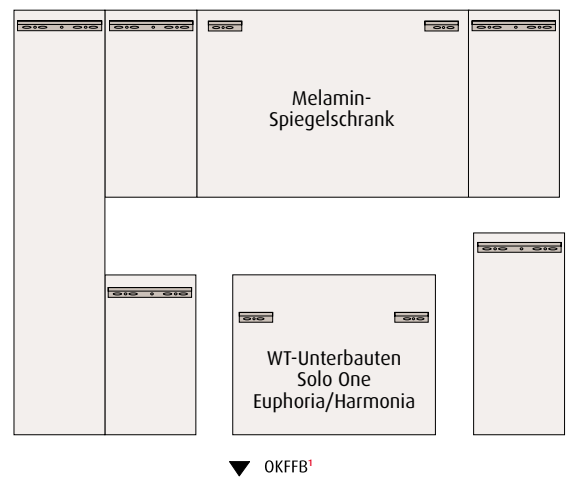 Melamin-
Spiegelschrank
WT-Unterbauten
Solo One
Euphoria/Harmonia
OKFFB¹